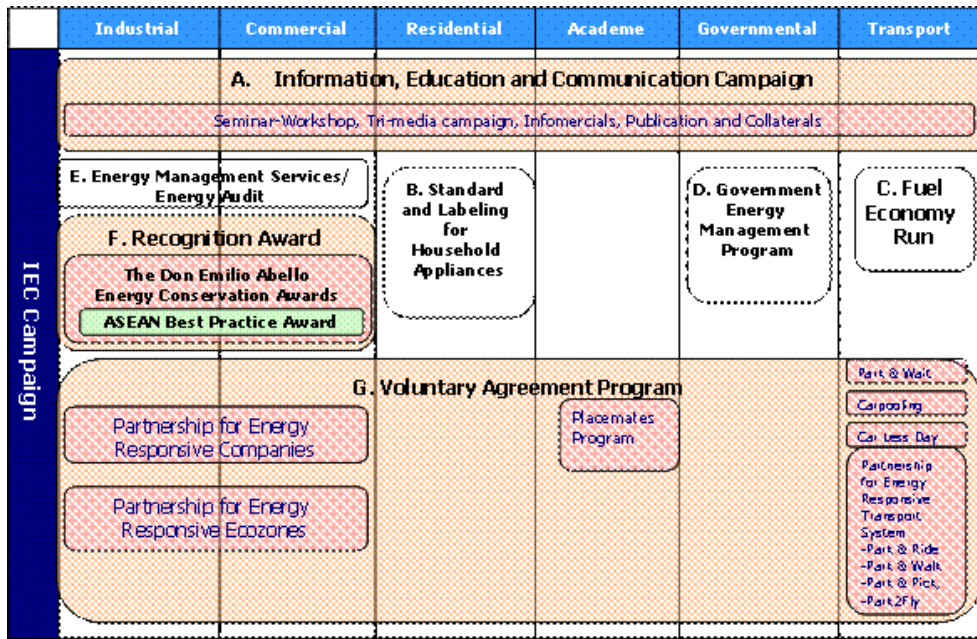 Industrial
Commercial
Residential
Academe
Governmental
Transport
IEC Campaign
A. Information, Education and Communication Campaign
Seminar-Workshop, Tri-media campaign, Infomercials, Publication and Collaterals
E. Energy Management Services/
Energy Audit
F. Recognition Award
The Don Emilio Abello
Energy Conservation Awards
ASEAN Best Practice Award
B. Standard
and Labeling
for
Household
Appliances
D. Government
Energy
Management
Program
C. Fuel
Economy
Run
G. Voluntary Agreement Program
Partnership for Energy
Responsive Companies
Partnership for Energy
Responsive Ecozones
Placemates
Program
Park & Wait
Carpooling
Car Less Day
Partnership
for Energy
Responsive
Transport
System
-Park & Ride
-Park & Walk
-Park & Pick,
-Park2Fly